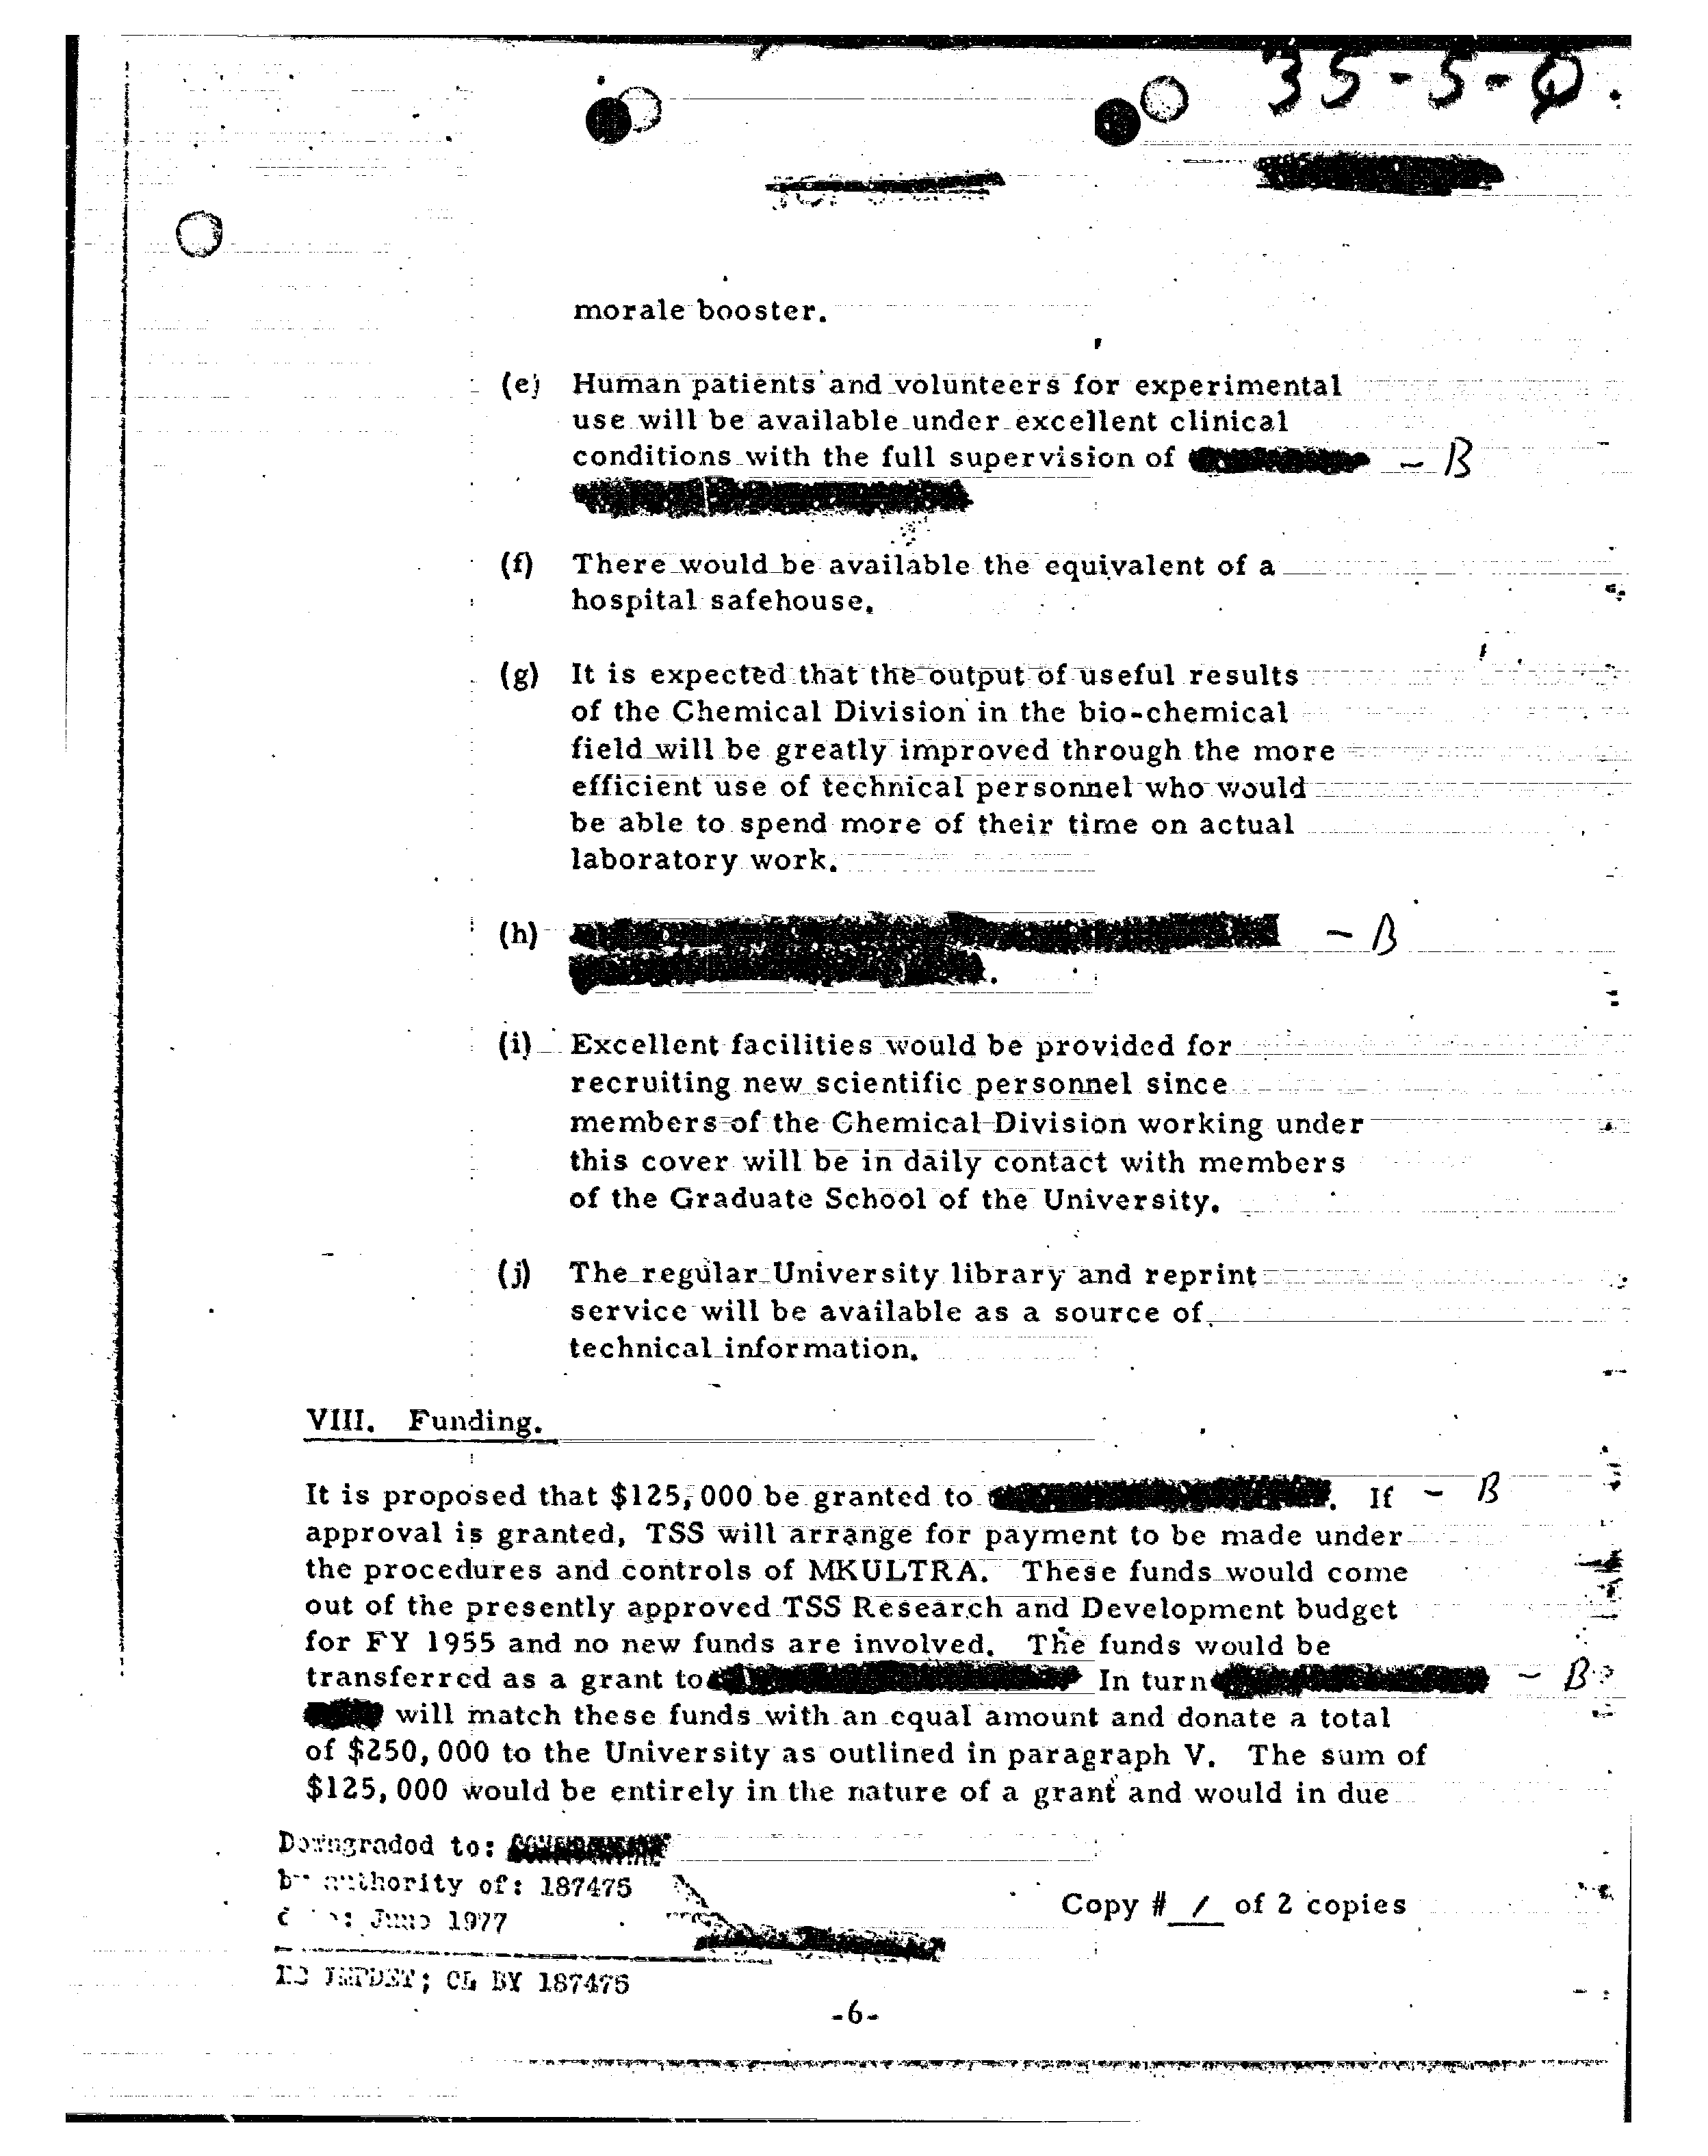 35-5-0.
morale booster.
(e) Human patients and volunteers for experimental
use will be available under excellent clinical
conditions with the full supervision of - B
(f) There would be available the equivalent of a
hospital safehouse.
(g) It is expected that the output of useful results
of the Chemical Division in the bio-chemical
field will be greatly improved through the more
efficient use of technical personnel who would
be able to spend more of their time on actual
laboratory work.
(h) - B
(i) Excellent facilities would be provided for
recruiting new scientific personnel since
members of the Chemical Division working under
this cover will be in daily contact with members
of the Graduate School of the University.
(j) The regular University library and reprint
service will be available as a source of
technical information.
VIII. Funding.
It is proposed that $125,000 be granted to . If - B
approval is granted, TSS will arrange for payment to be made under
the procedures and controls of MKULTRA. These funds would come
out of the presently approved TSS Research and Development budget
for FY 1955 and no new funds are involved. The funds would be
transferred as a grant to In turn - B
will match these funds with an equal amount and donate a total
of $250,000 to the University as outlined in paragraph V. The sum of
$125,000 would be entirely in the nature of a grant and would in due
Downgraded to:
by authority of: 187475
June 1977
Copy # / of 2 copies
IMPDET; CL BY 187475
-6-